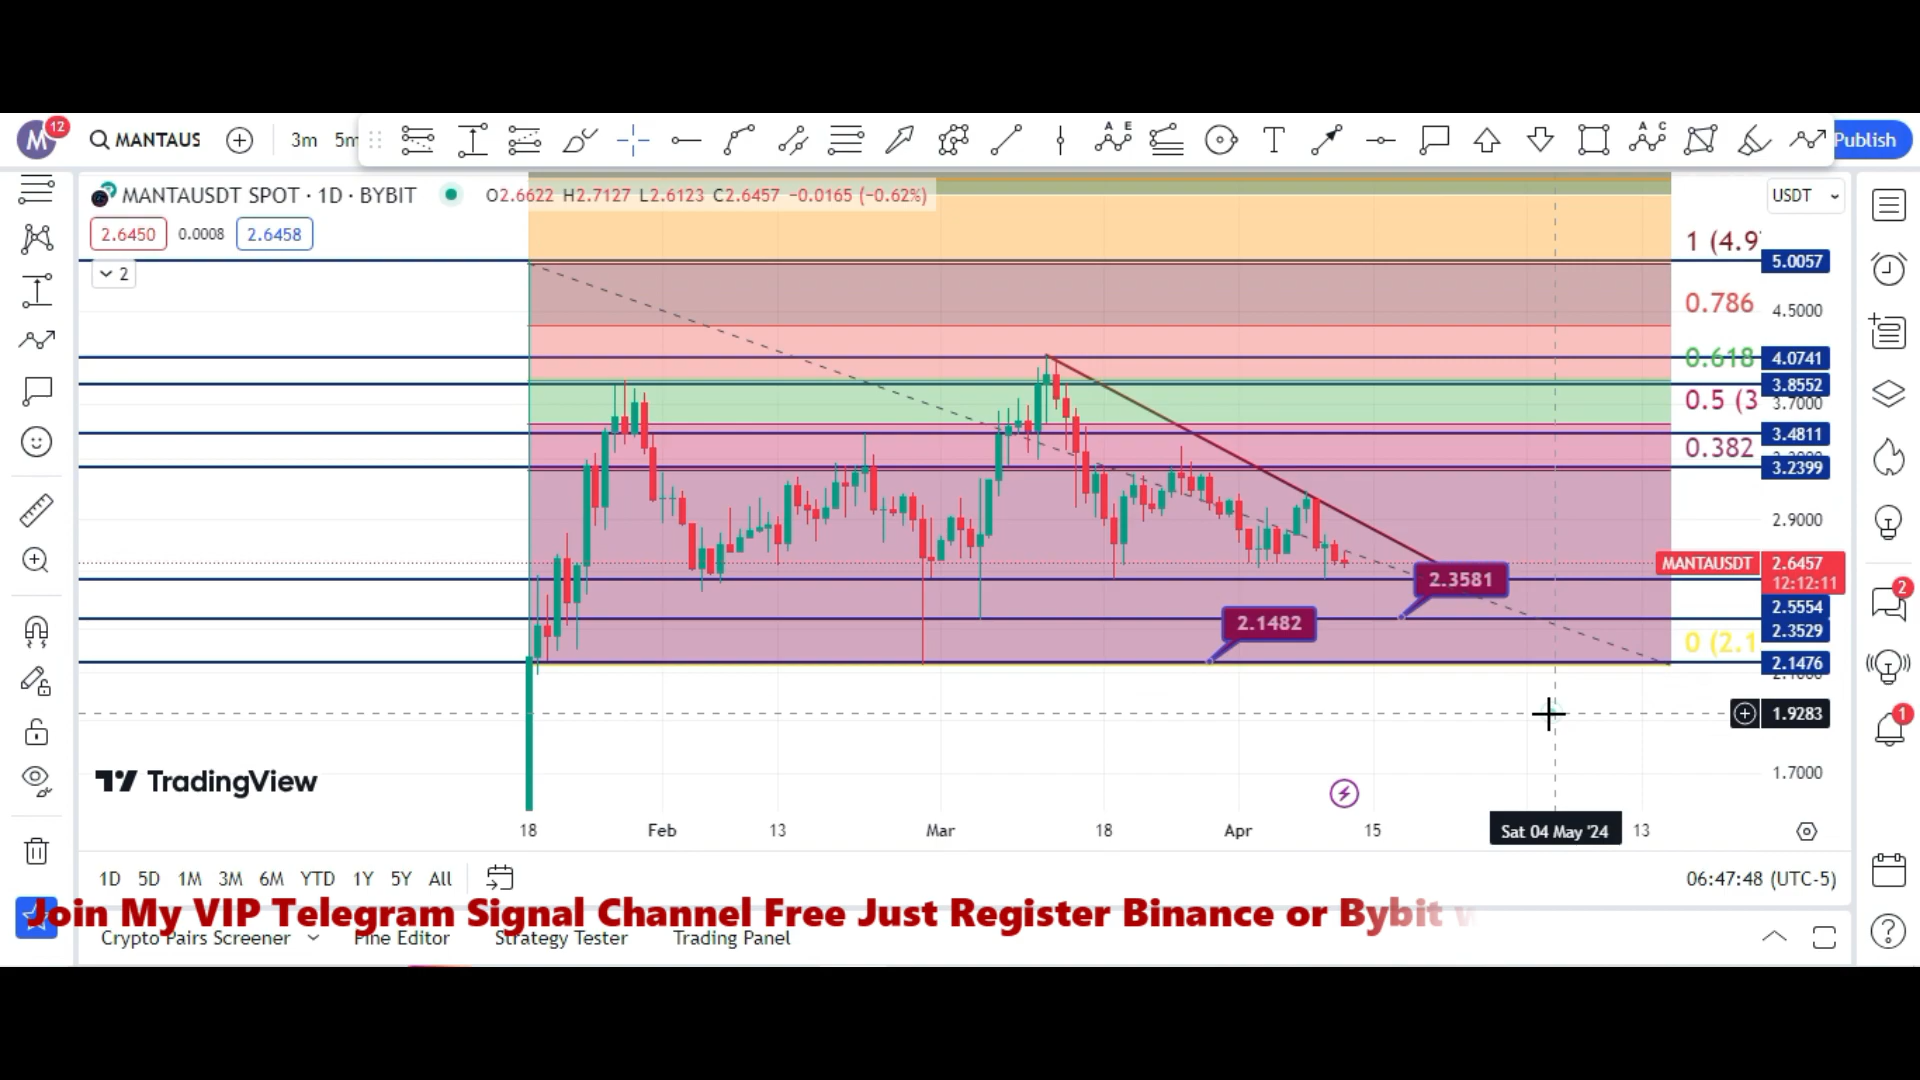 M 12 MANTAUS 3m 5m A E T A C Publish
MANTAUSDT SPOT · 1D · BYBIT O2.6622 H2.7127 L2.6123 C2.6457 −0.0165 (−0.62%) USDT
2.6450 0.0008 2.6458
2
1 (4.9
5.0057
0.786
4.5000
0.618
4.0741
3.8552
0.5 (3
3.7000
3.4811
0.382
3.2399
2.9000
MANTAUSDT 2.6457
12:12:11
2.3581
2.5554
2
2.1482
2.3529
0 (2.1
2.1476
1.9283
1
TradingView
1.7000
18 Feb 13 Mar 18 Apr 15 Sat 04 May '24 13
1D 5D 1M 3M 6M YTD 1Y 5Y All 06:47:48 (UTC-5)
Join My VIP Telegram Signal Channel Free Just Register Binance or Bybit
Crypto Pairs Screener Pine Editor Strategy Tester Trading Panel